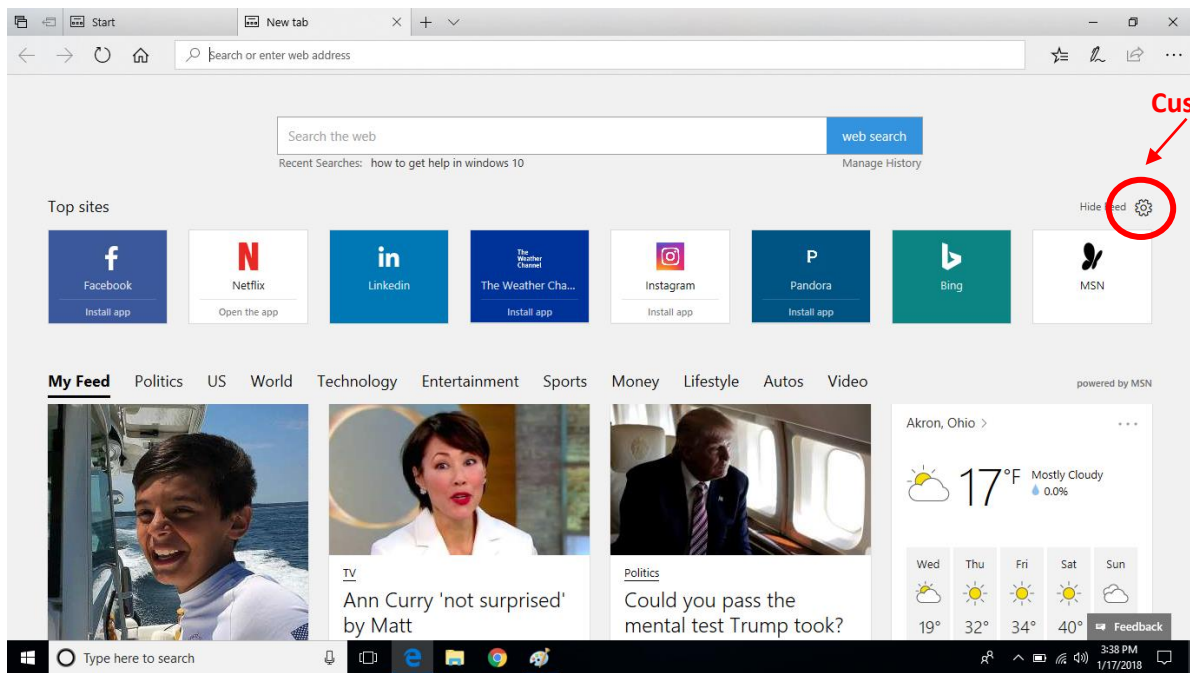 Start
New tab
Search or enter web address
Cus
Search the web
web search
Recent Searches: how to get help in windows 10
Manage History
Top sites
Hide Feed
f
N
in
The
Weather
Channel
P
Facebook
Netflix
Linkedin
The Weather Cha...
Instagram
Pandora
Bing
MSN
Install app
Open the app
Install app
Install app
Install app
My Feed Politics US World Technology Entertainment Sports Money Lifestyle Autos Video
powered by MSN
Akron, Ohio >
17°F
Mostly Cloudy
0.0%
TV
Ann Curry 'not surprised'
by Matt
Politics
Could you pass the
mental test Trump took?
Wed Thu Fri Sat Sun
19° 32° 34° 40°
Feedback
Type here to search
3:38 PM
1/17/2018